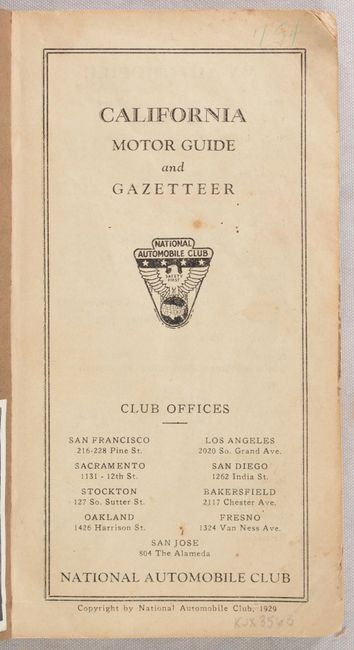 CALIFORNIA
MOTOR GUIDE
and
GAZETTEER
NATIONAL
AUTOMOBILE CLUB
SAFETY
FIRST
CLUB OFFICES
SAN FRANCISCO
216-228 Pine St.
LOS ANGELES
2020 So. Grand Ave.
SACRAMENTO
1131 - 12th St.
SAN DIEGO
1262 India St.
STOCKTON
127 So. Sutter St.
BAKERSFIELD
2117 Chester Ave.
OAKLAND
1426 Harrison St.
FRESNO
1324 Van Ness Ave.
SAN JOSE
804 The Alameda
NATIONAL AUTOMOBILE CLUB
Copyright by National Automobile Club, 1929